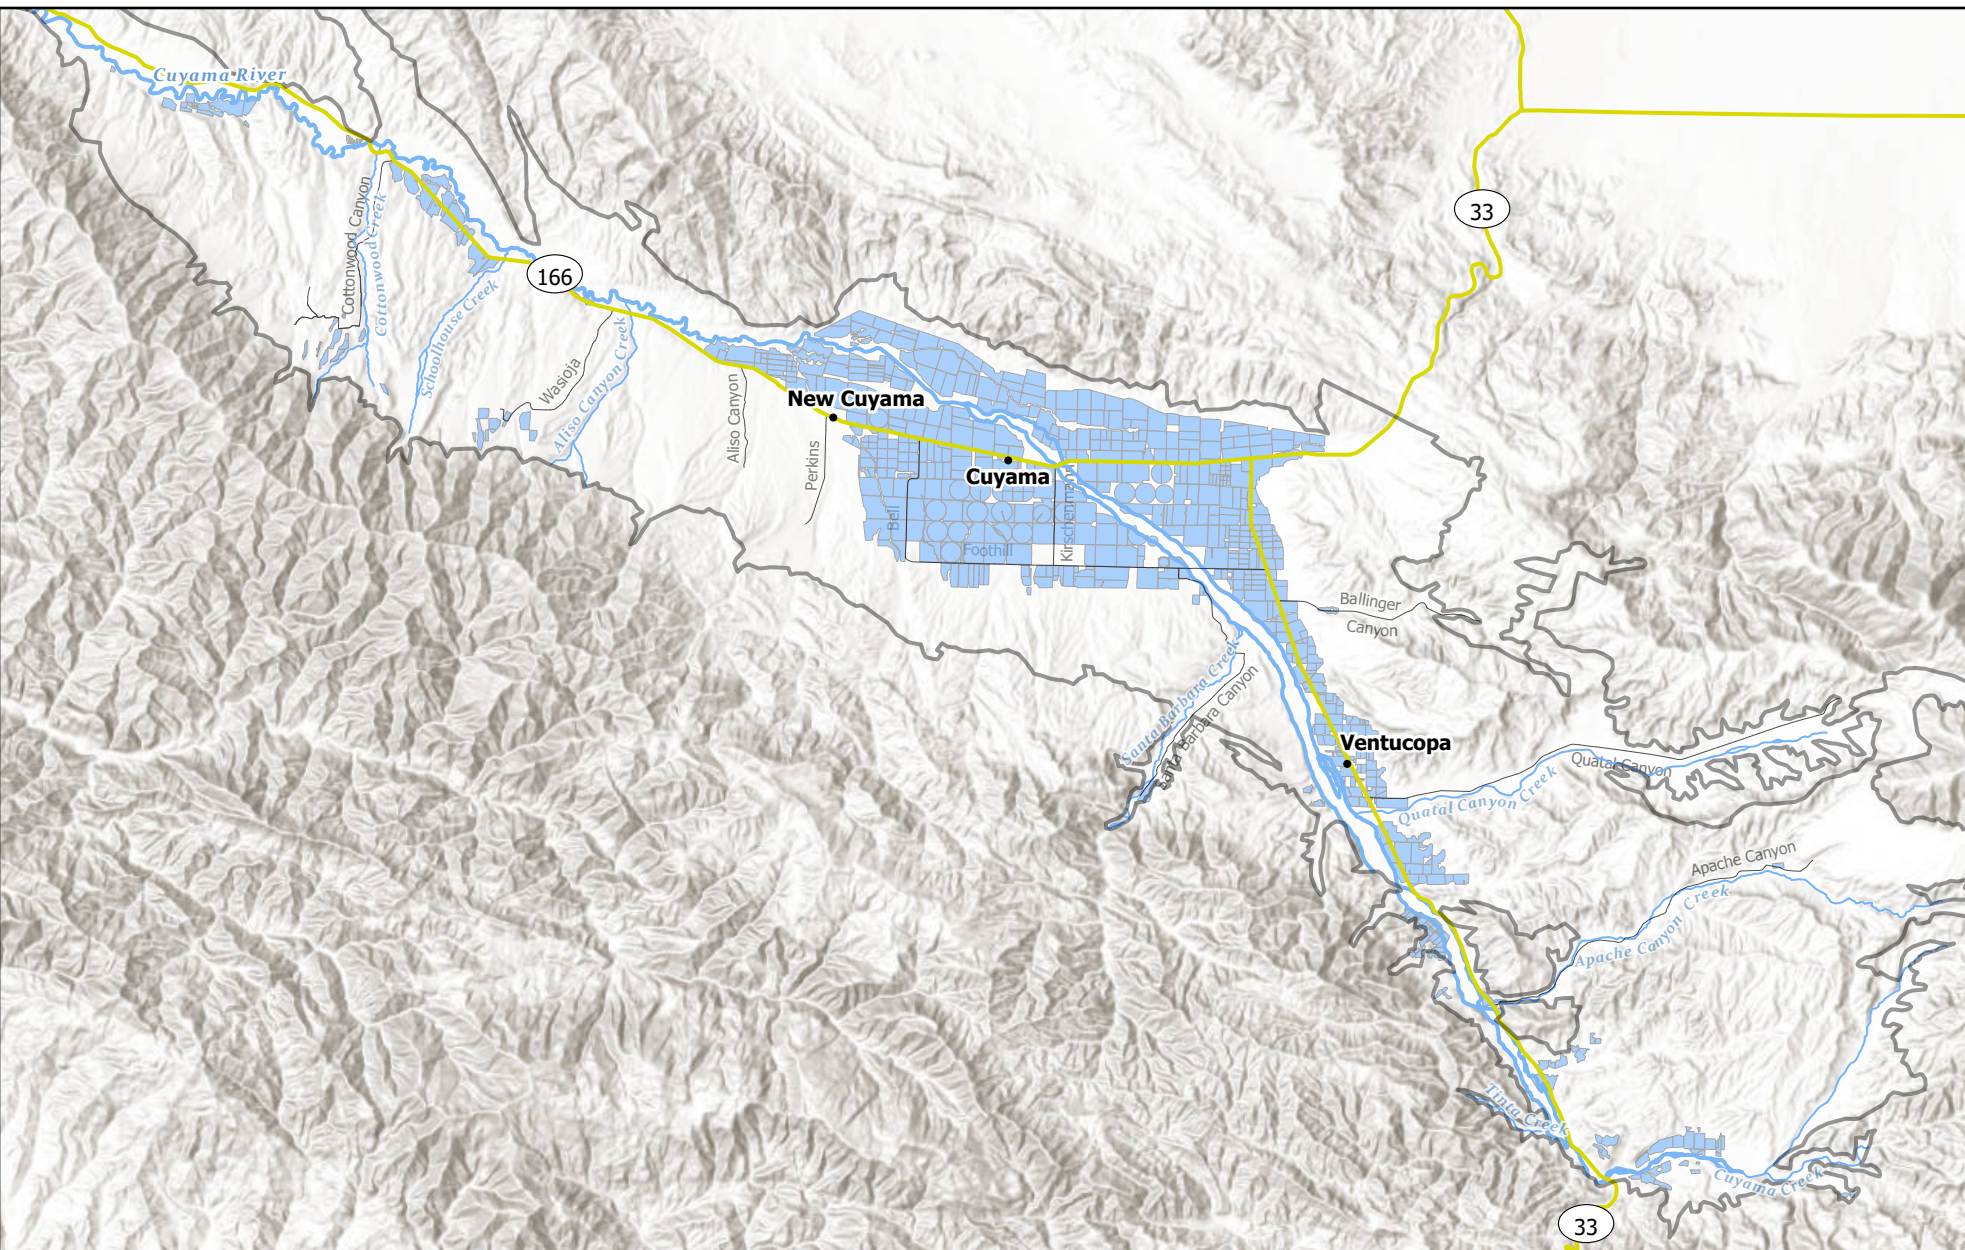 Cuyama River
33
Cottonwood Canyon
Cottonwood Creek
166
Schoolhouse Creek
Wasioja
Aliso Canyon Creek
Aliso Canyon
New Cuyama
Perkins
Cuyama
Bell
Kirschenmann
Foothill
Ballinger
Canyon
Santa Barbara Creek
Santa Barbara Canyon
Ventucopa
Quatal Canyon
Quatal Canyon Creek
Apache Canyon
Apache Canyon Creek
Tinta Creek
Cuyama Creek
33